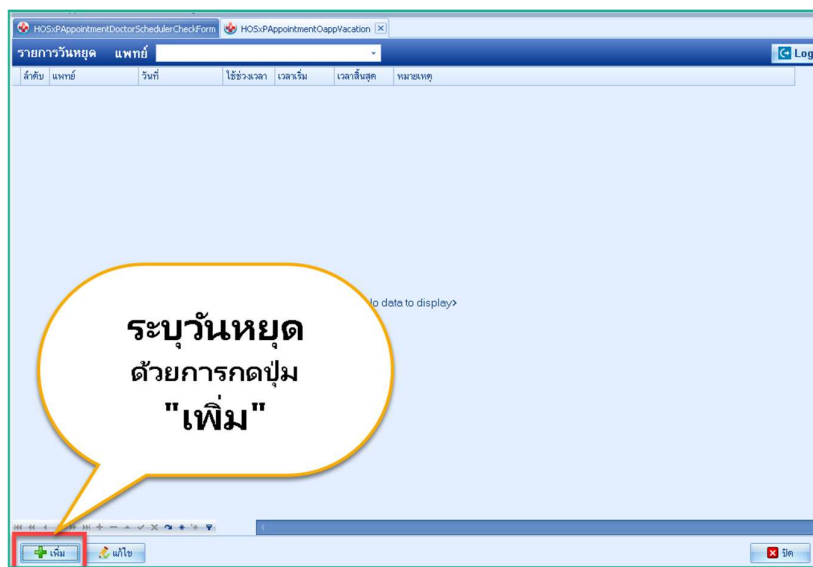 HOSxPAppointmentDoctorSchedulerCheckForm HOSxPAppointmentOappVacation
รายการวันหยุด แพทย์ Log
ลำดับ แพทย์ วันที่ ใช้ช่วงเวลา เวลาเริ่ม เวลาสิ้นสุด หมายเหตุ
data to display>
ระบุวันหยุด
ด้วยการกดปุ่ม
"เพิ่ม"
เพิ่ม แก้ไข ปิด